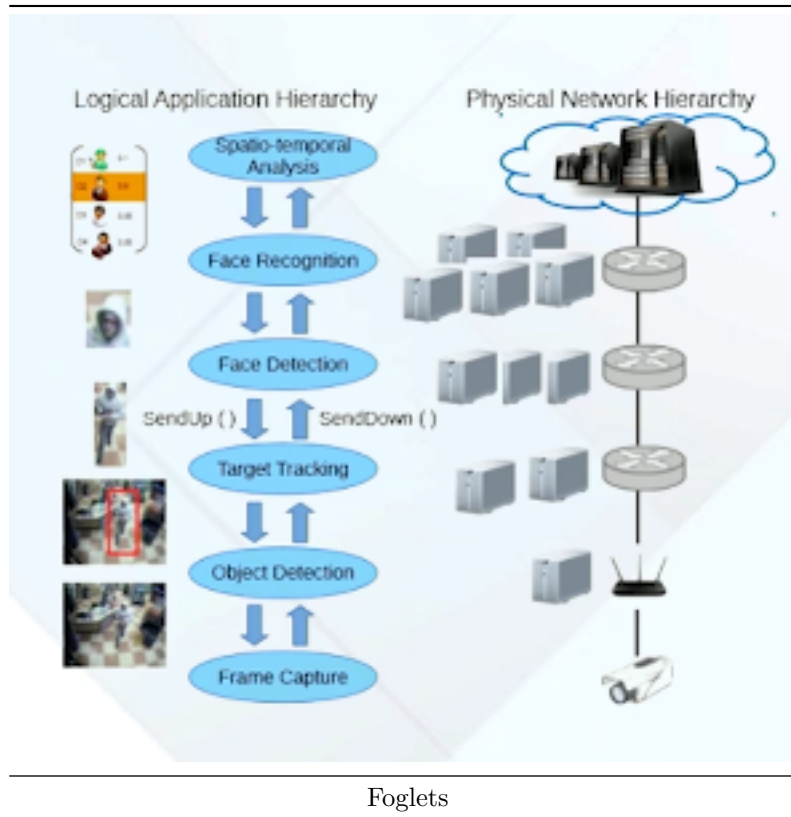 Logical Application Hierarchy
Physical Network Hierarchy
Spatio-temporal
Analysis
Face Recognition
Face Detection
SendUp ( )
SendDown ( )
Target Tracking
Object Detection
Frame Capture
Foglets